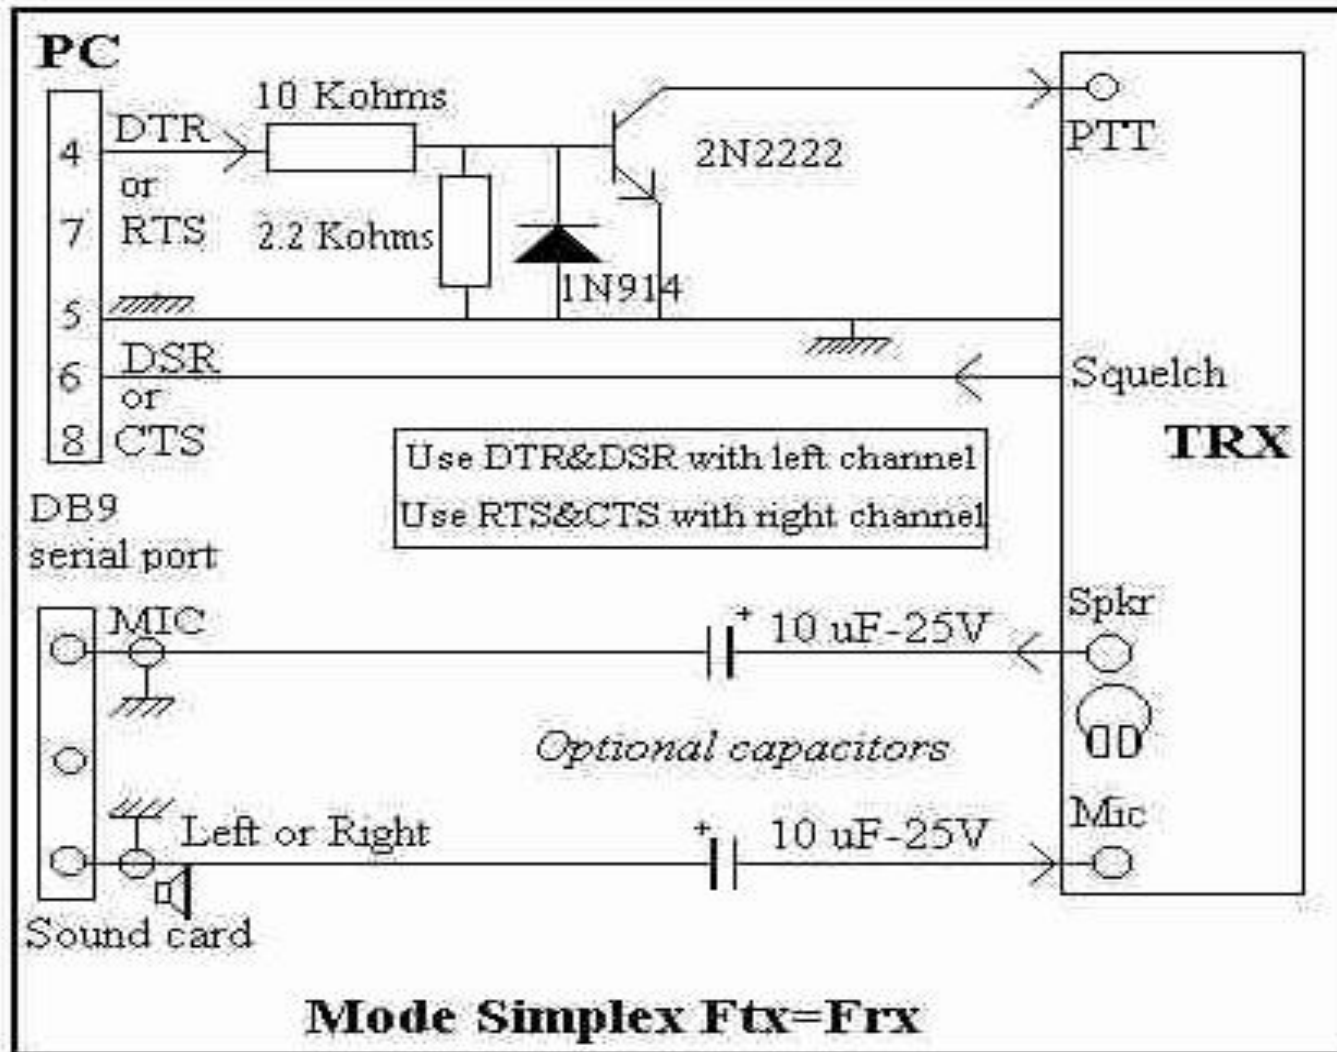 PC
10 Kohms
DTR
4
or
7
RTS
2.2 Kohms
2N2222
PTT
1N914
5
DSR
6
or
8
CTS
Squelch
TRX
Use DTR&DSR with left channel
Use RTS&CTS with right channel
DB9
serial port
MIC
+ 10 uF-25V
Spkr
Optional capacitors
Left or Right
+ 10 uF-25V
Mic
Sound card
Mode Simplex Ftx=Frx